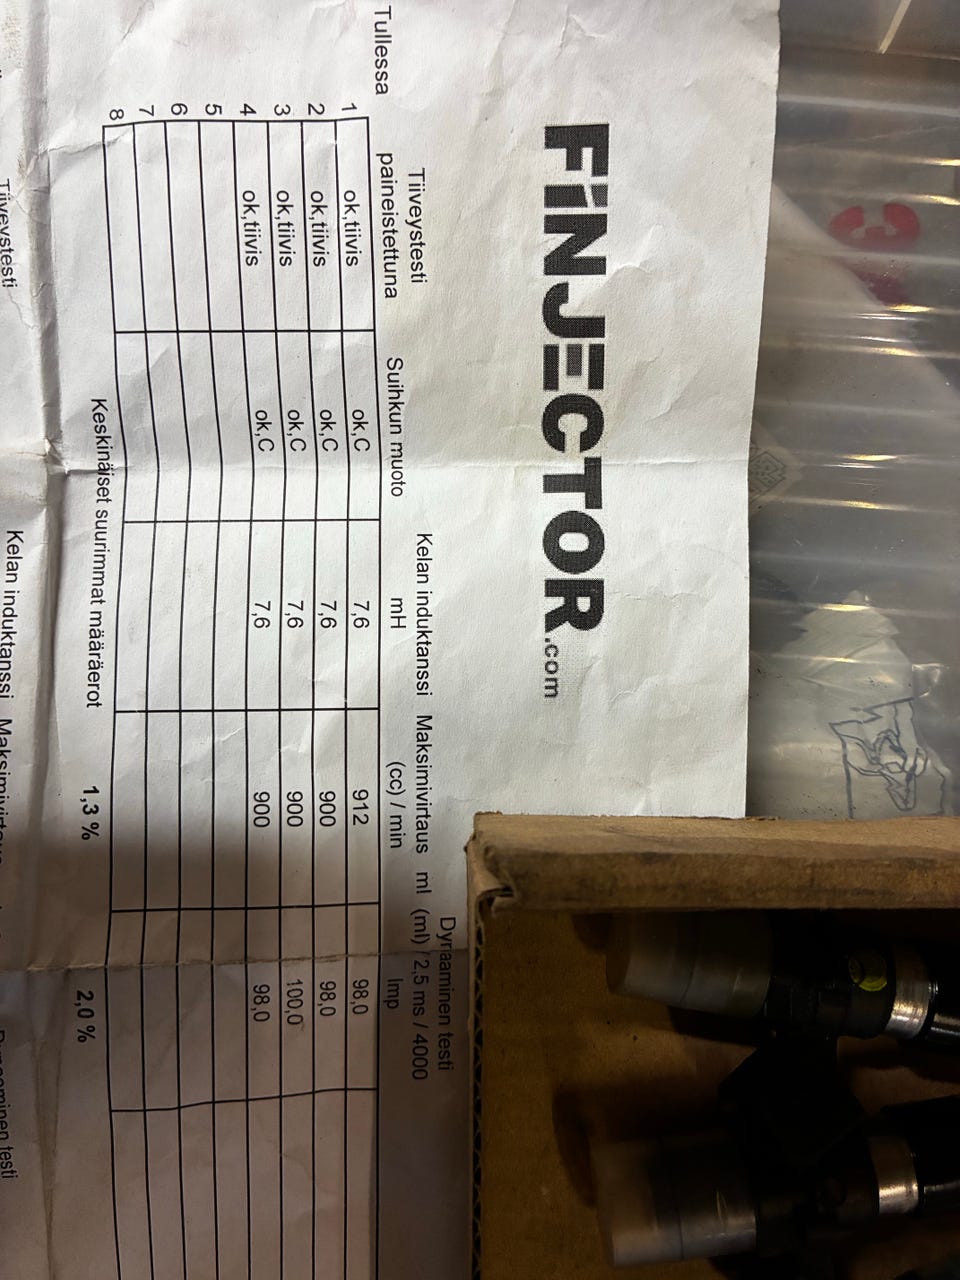 FINJECTOR.com
Dynaaminen testi
Tiiveystesti Kelan induktanssi Maksimivirtaus ml (ml) / 2,5 ms / 4000
Tullessa paineistettuna Suihkun muoto mH (cc) / min Imp
1 ok,tiivis ok,C 7,6 912 98,0
2 ok,tiivis ok,C 7,6 900 98,0
3 ok,tiivis ok,C 7,6 900 100,0
4 ok,tiivis ok,C 7,6 900 98,0
5
6
7
8
Keskinäiset suurimmat määräerot 1,3 % 2,0 %
Tiiveystesti Kelan induktanssi Maksimivirtaus Dynaaminen testi